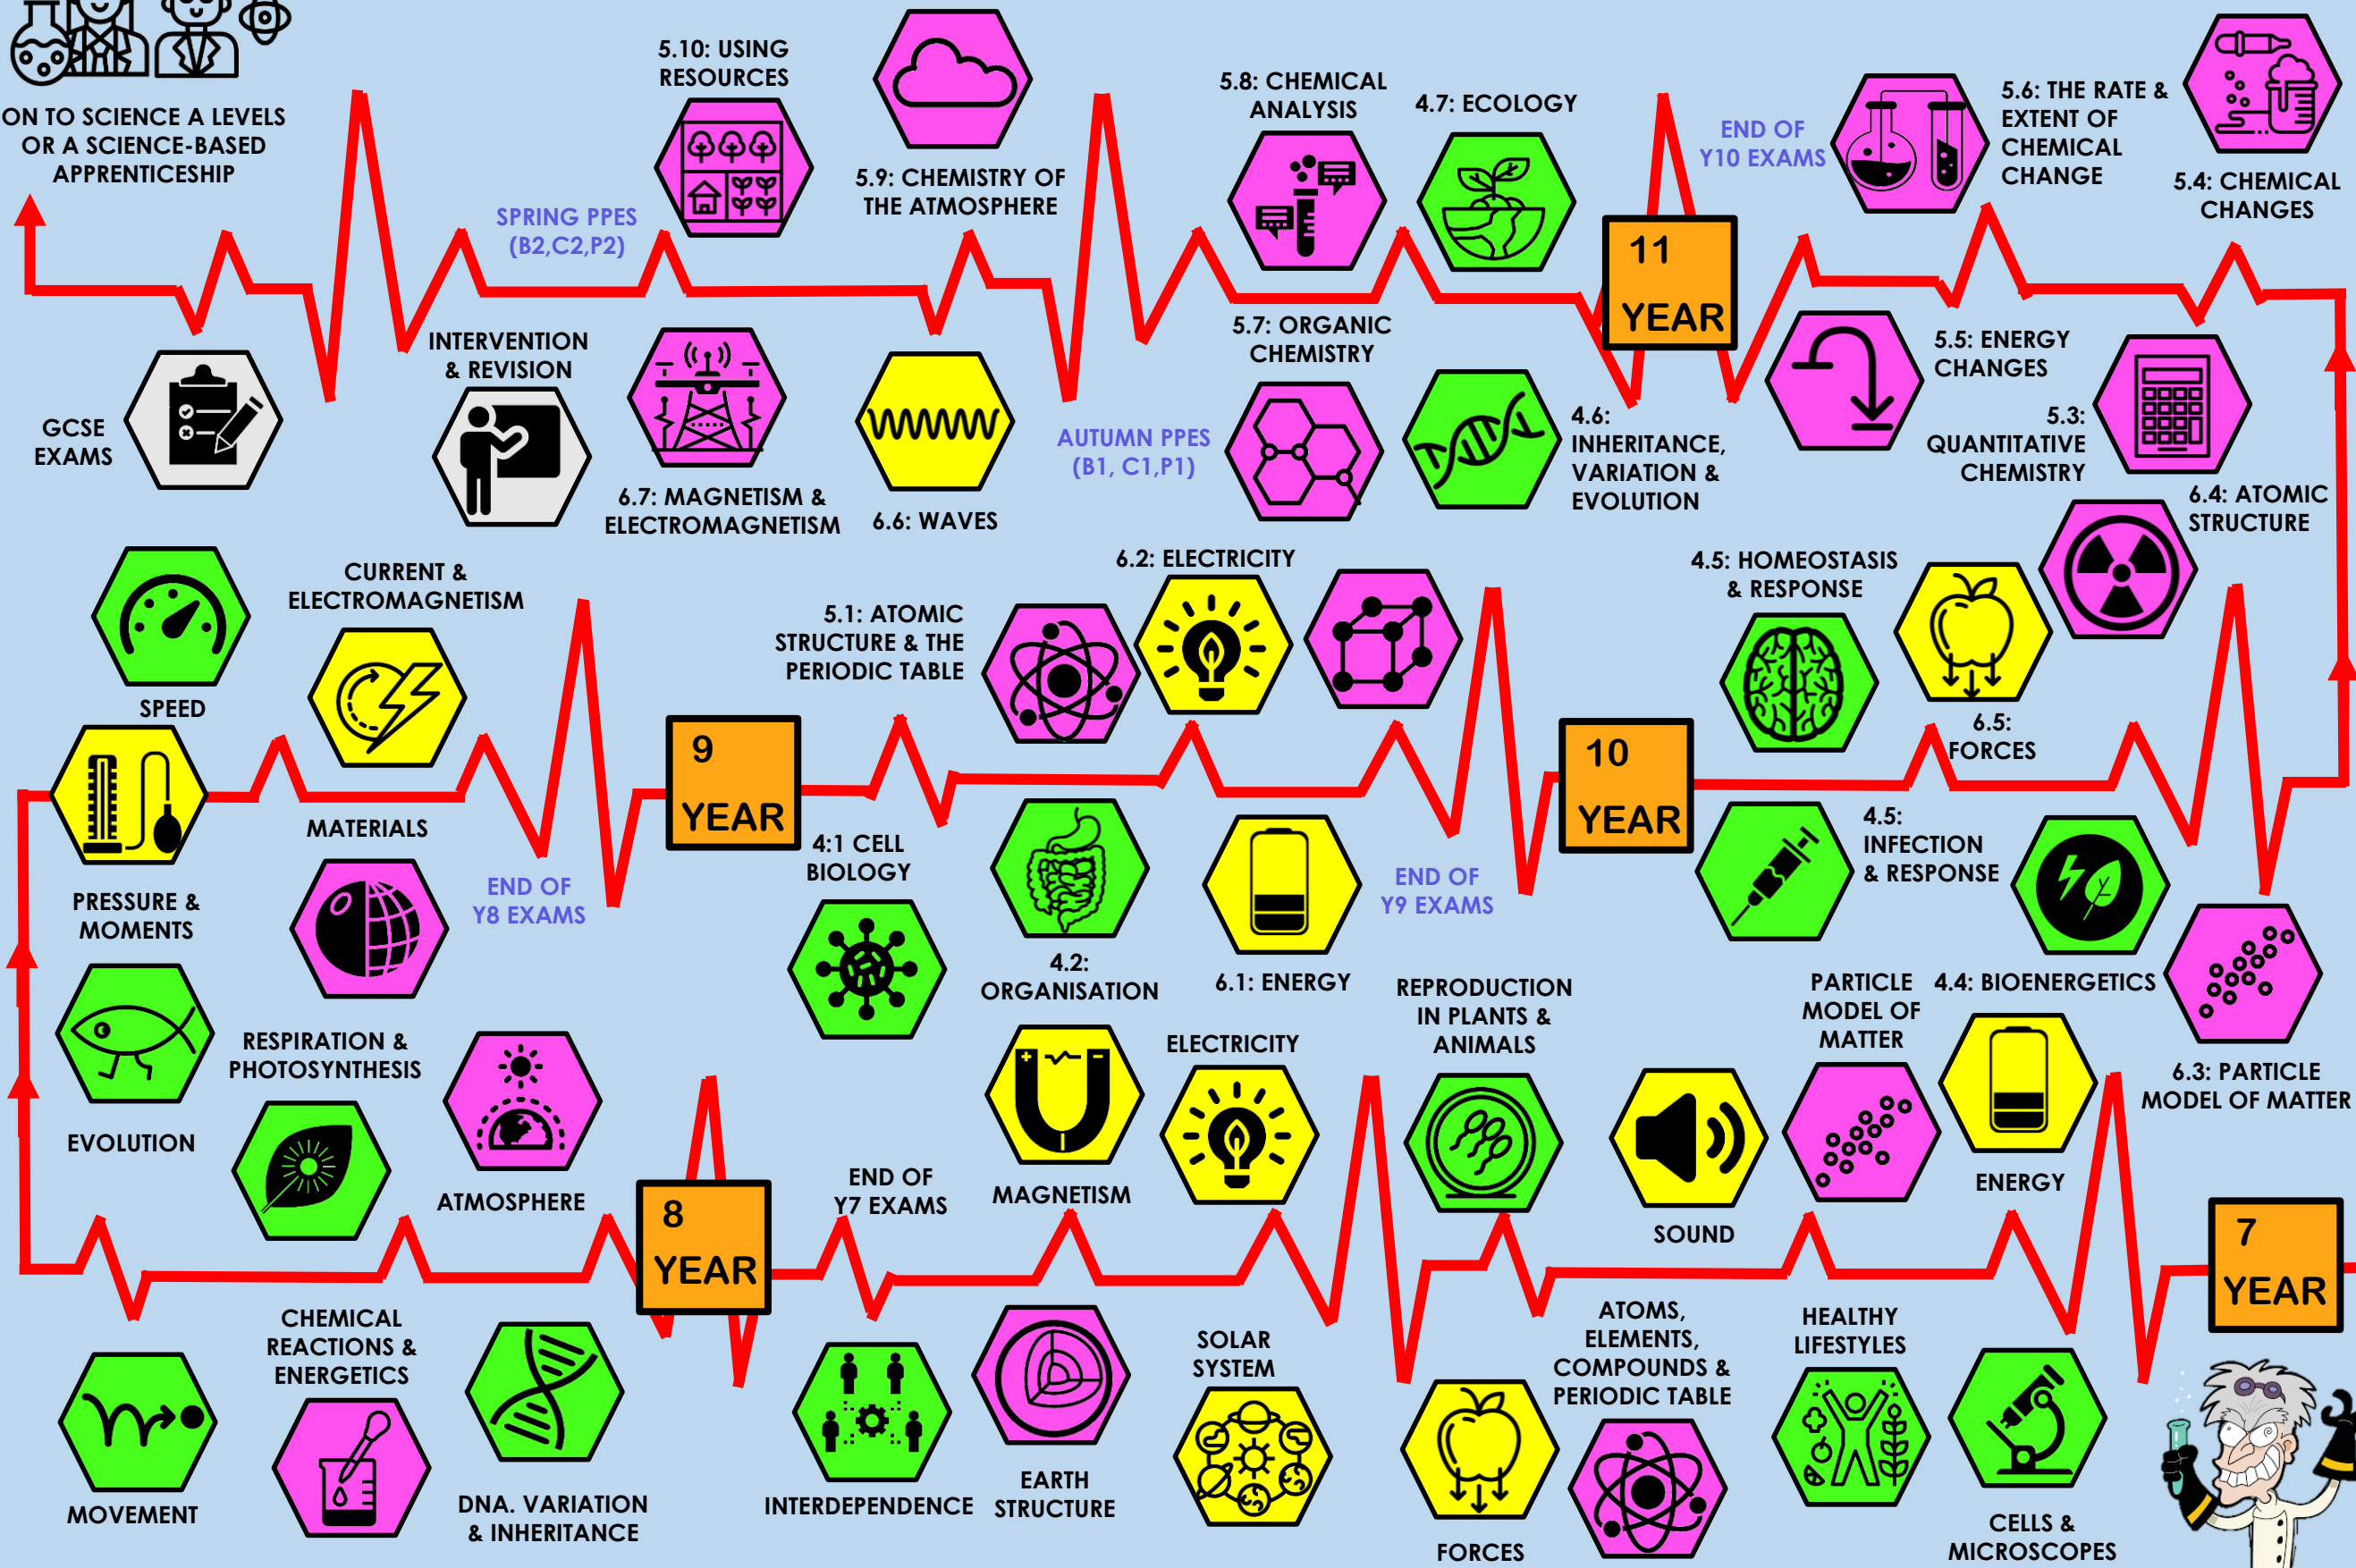 ON TO SCIENCE A LEVELS
OR A SCIENCE-BASED
APPRENTICESHIP
5.10: USING
RESOURCES
5.9: CHEMISTRY OF
THE ATMOSPHERE
5.8: CHEMICAL
ANALYSIS
4.7: ECOLOGY
END OF
Y10 EXAMS
5.6: THE RATE &
EXTENT OF
CHEMICAL
CHANGE
5.4: CHEMICAL
CHANGES
SPRING PPES
(B2,C2,P2)
11
YEAR
GCSE
EXAMS
INTERVENTION
& REVISION
6.7: MAGNETISM &
ELECTROMAGNETISM
6.6: WAVES
AUTUMN PPES
(B1, C1,P1)
5.7: ORGANIC
CHEMISTRY
4.6:
INHERITANCE,
VARIATION &
EVOLUTION
5.5: ENERGY
CHANGES
5.3:
QUANTITATIVE
CHEMISTRY
6.4: ATOMIC
STRUCTURE
SPEED
CURRENT &
ELECTROMAGNETISM
5.1: ATOMIC
STRUCTURE & THE
PERIODIC TABLE
6.2: ELECTRICITY
4.5: HOMEOSTASIS
& RESPONSE
6.5:
FORCES
9
YEAR
10
YEAR
PRESSURE &
MOMENTS
MATERIALS
END OF
Y8 EXAMS
4:1 CELL
BIOLOGY
4.2:
ORGANISATION
6.1: ENERGY
END OF
Y9 EXAMS
4.5:
INFECTION
& RESPONSE
4.4: BIOENERGETICS
6.3: PARTICLE
MODEL OF MATTER
EVOLUTION
RESPIRATION &
PHOTOSYNTHESIS
ATMOSPHERE
8
YEAR
END OF
Y7 EXAMS
MAGNETISM
ELECTRICITY
REPRODUCTION
IN PLANTS &
ANIMALS
SOUND
PARTICLE
MODEL OF
MATTER
ENERGY
7
YEAR
MOVEMENT
CHEMICAL
REACTIONS &
ENERGETICS
DNA. VARIATION
& INHERITANCE
INTERDEPENDENCE
EARTH
STRUCTURE
SOLAR
SYSTEM
FORCES
ATOMS,
ELEMENTS,
COMPOUNDS &
PERIODIC TABLE
HEALTHY
LIFESTYLES
CELLS &
MICROSCOPES